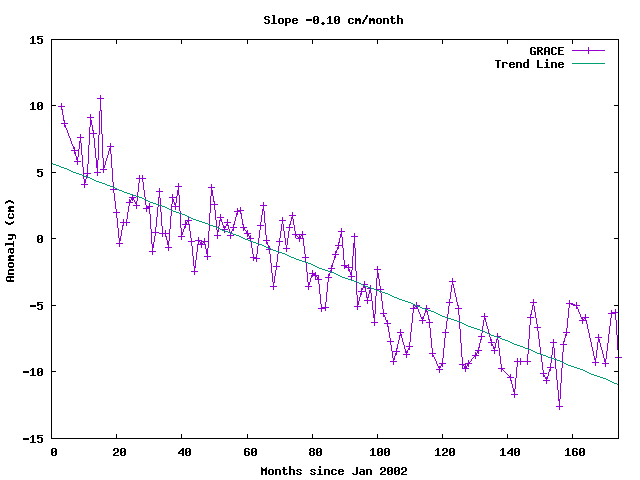 Slope -0.10 cm/month
GRACE
Trend Line
15
10
5
0
-5
-10
-15
Anomaly (cm)
0 20 40 60 80 100 120 140 160
Months since Jan 2002